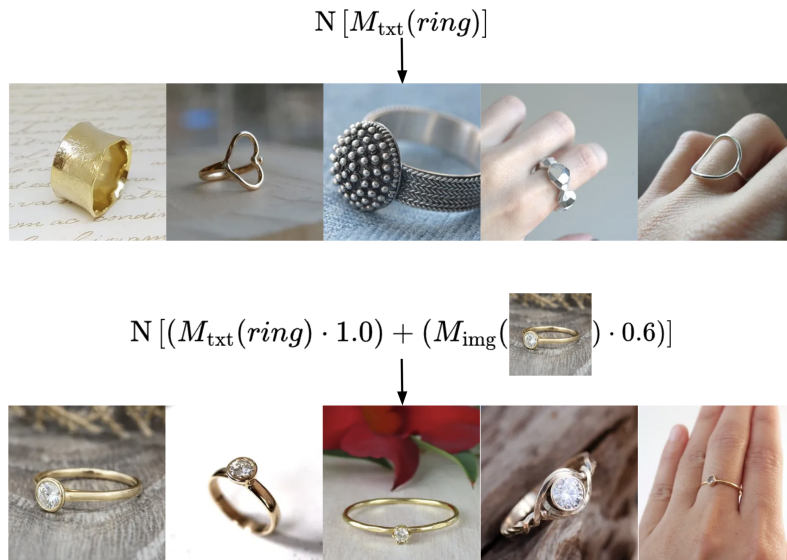 N [M_txt(ring)]
N [(M_txt(ring) · 1.0) + (M_img( ) · 0.6)]